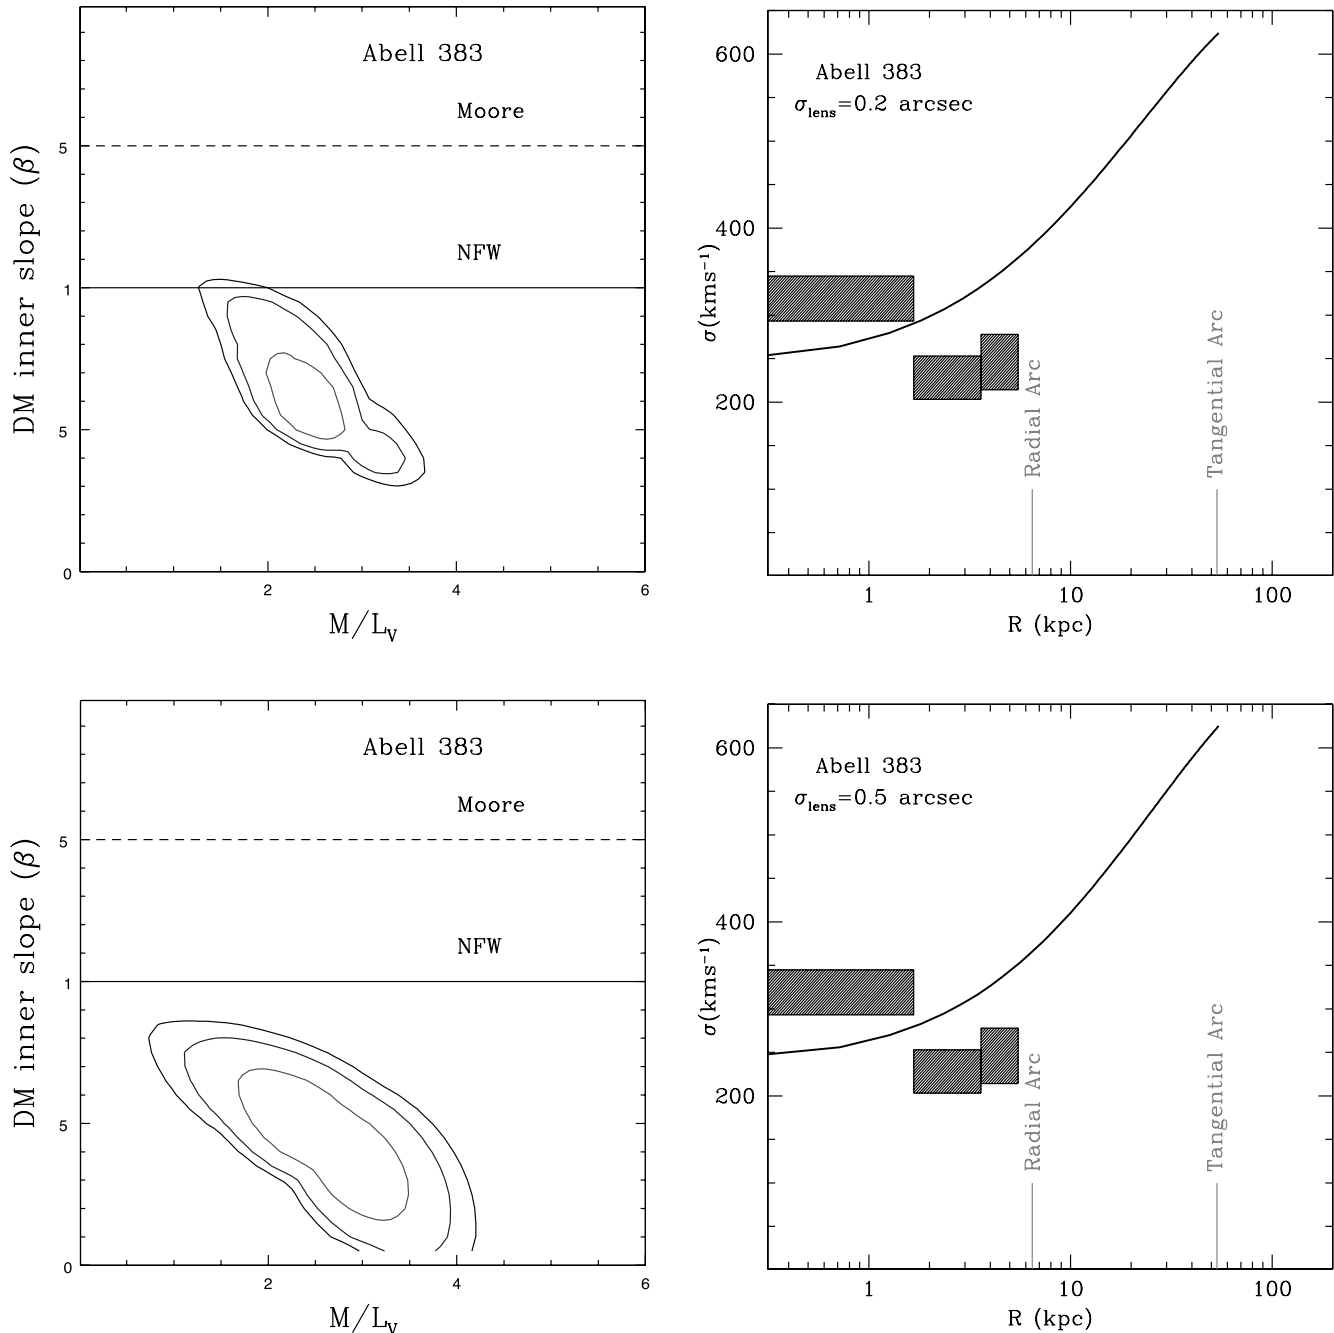 Abell 383
Moore
NFW
DM inner slope (β)
5
1
5
0
2
4
6
M/L_V
Abell 383
σ_lens=0.2 arcsec
600
400
200
σ(kms⁻¹)
Radial Arc
Tangential Arc
1
10
100
R (kpc)
Abell 383
Moore
NFW
DM inner slope (β)
5
1
5
0
2
4
6
M/L_V
Abell 383
σ_lens=0.5 arcsec
600
400
200
σ(kms⁻¹)
Radial Arc
Tangential Arc
1
10
100
R (kpc)